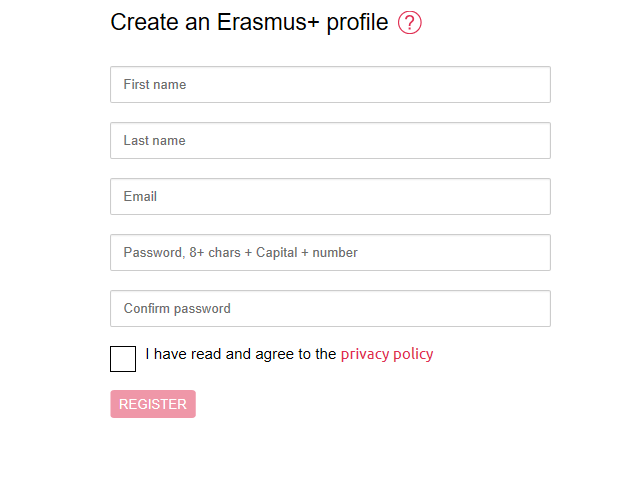 Create an Erasmus+ profile ?
First name
Last name
Email
Password, 8+ chars + Capital + number
Confirm password
I have read and agree to the privacy policy
REGISTER